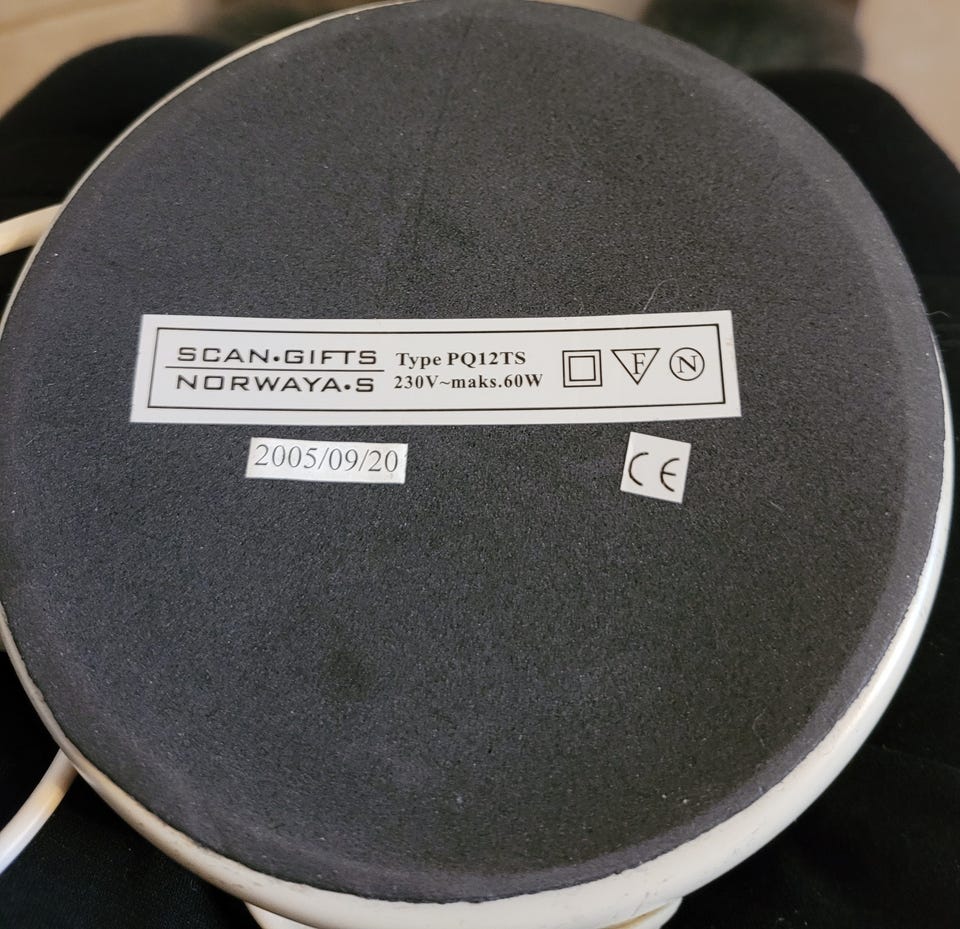 SCAN•GIFTS
NORWAYA•S
Type PQ12TS
230V~maks.60W
F
N
2005/09/20
CE